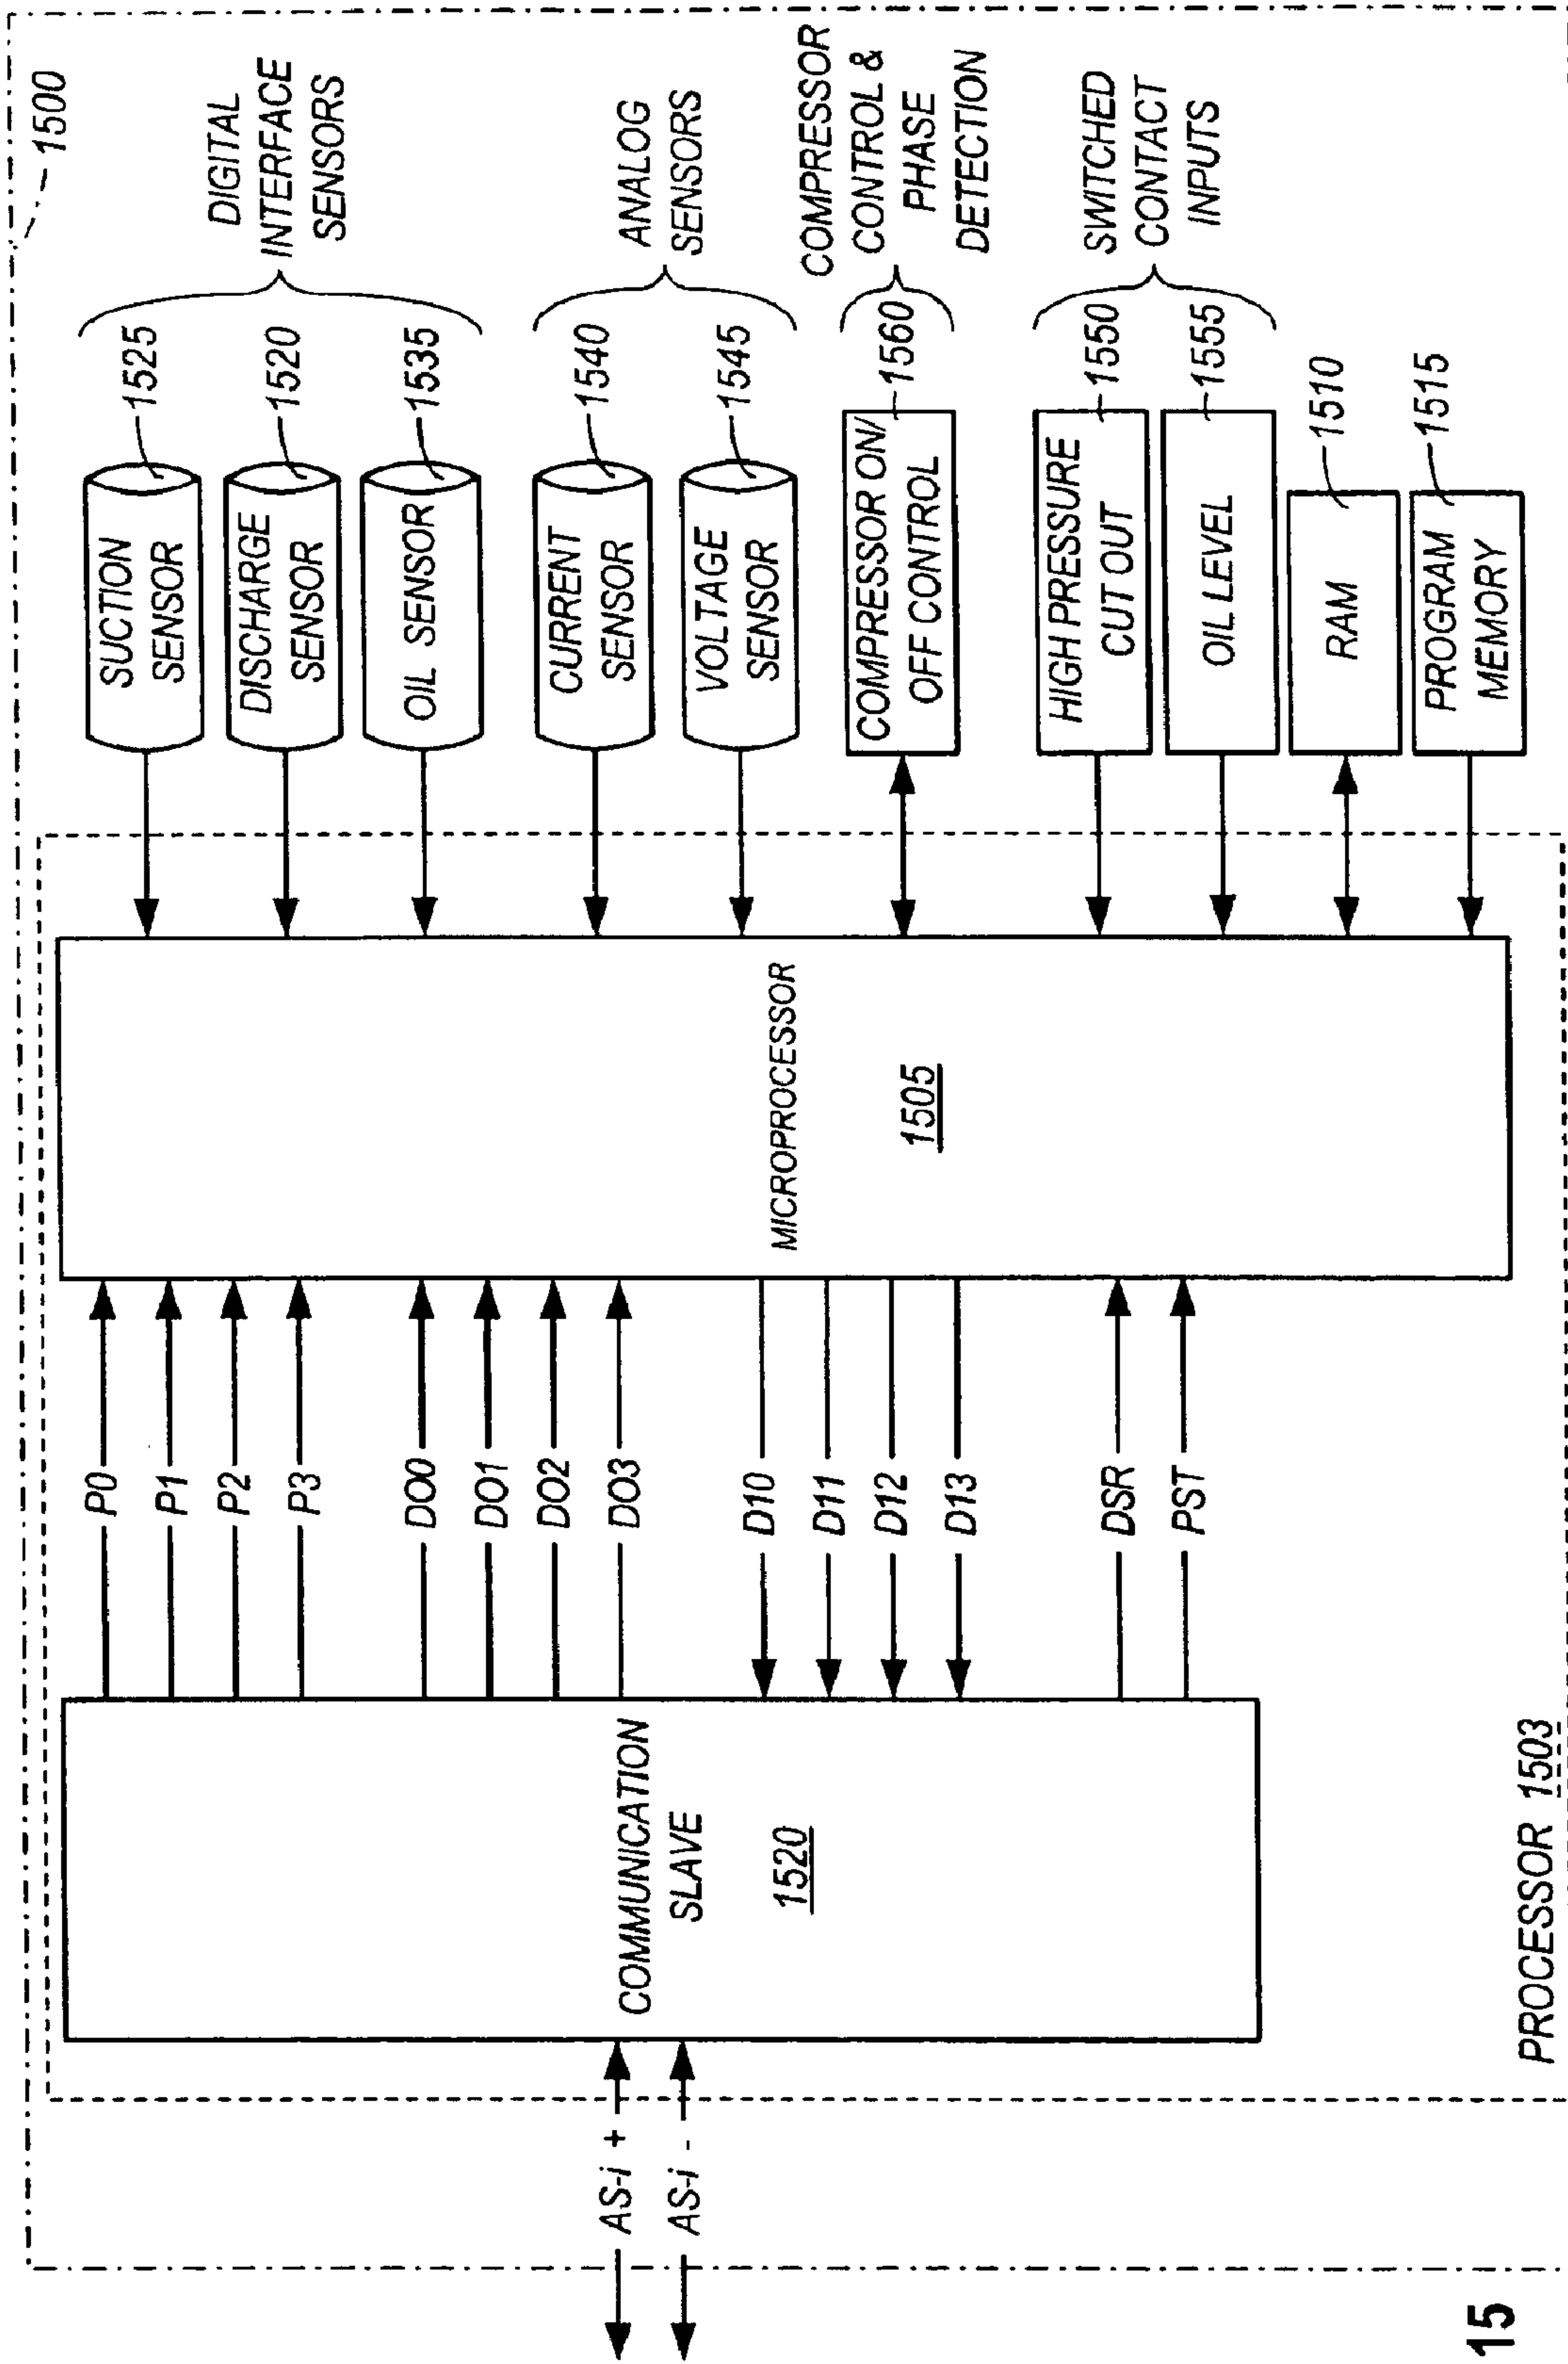 1500
DIGITAL
INTERFACE
SENSORS
ANALOG
SENSORS
COMPRESSOR
CONTROL &
PHASE
DETECTION
SWITCHED
CONTACT
INPUTS
1525
1520
1535
1540
1545
1560
1550
1555
1510
1515
SUCTION
SENSOR
DISCHARGE
SENSOR
OIL SENSOR
CURRENT
SENSOR
VOLTAGE
SENSOR
COMPRESSOR ON/
OFF CONTROL
HIGH PRESSURE
CUT OUT
OIL LEVEL
RAM
PROGRAM
MEMORY
MICROPROCESSOR
1505
P0
P1
P2
P3
DO0
DO1
DO2
DO3
D10
D11
D12
D13
DSR
PST
COMMUNICATION
SLAVE
1520
PROCESSOR 1503
AS-i +
AS-i -
15